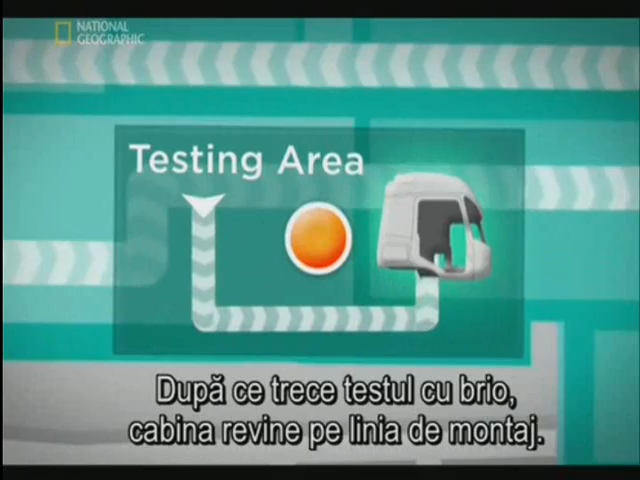 NATIONAL
GEOGRAPHIC
Testing Area
După ce trece testul cu brio,
cabina revine pe linia de montaj.